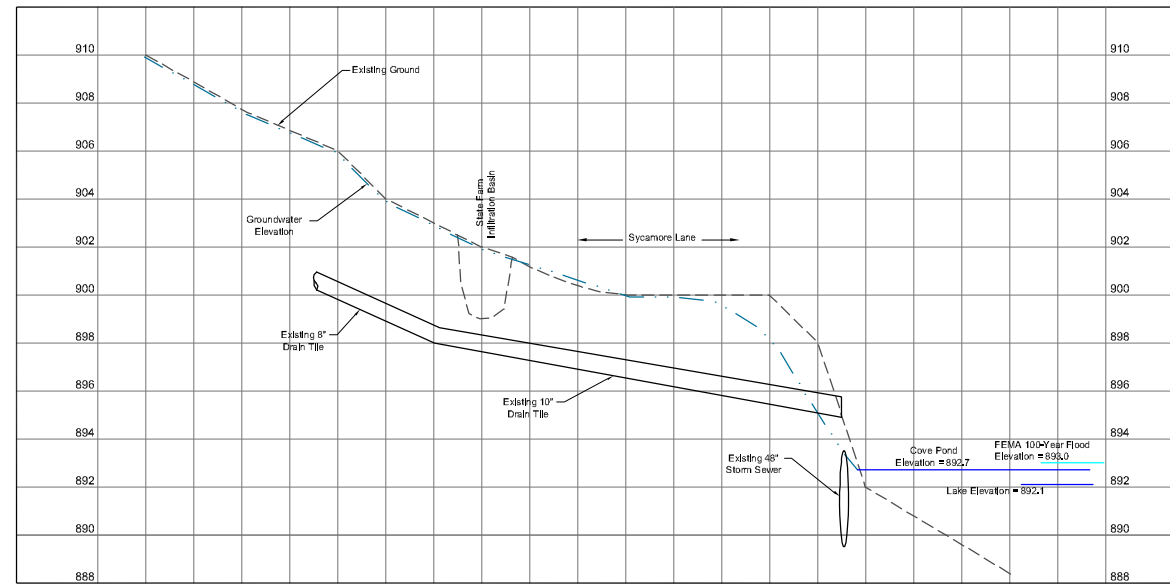 910
910
Existing Ground
908
908
906
906
State Farm
Infiltration Basin
904
904
Groundwater
Elevation
902
Sycamore Lane
902
900
900
Existing 8"
Drain Tile
898
898
896
896
Existing 10"
Drain Tile
894
894
Cove Pond
Elevation = 892.7
FEMA 100-Year Flood
Elevation = 893.0
Existing 48"
Storm Sewer
892
Lake Elevation = 892.1
892
890
890
888
888